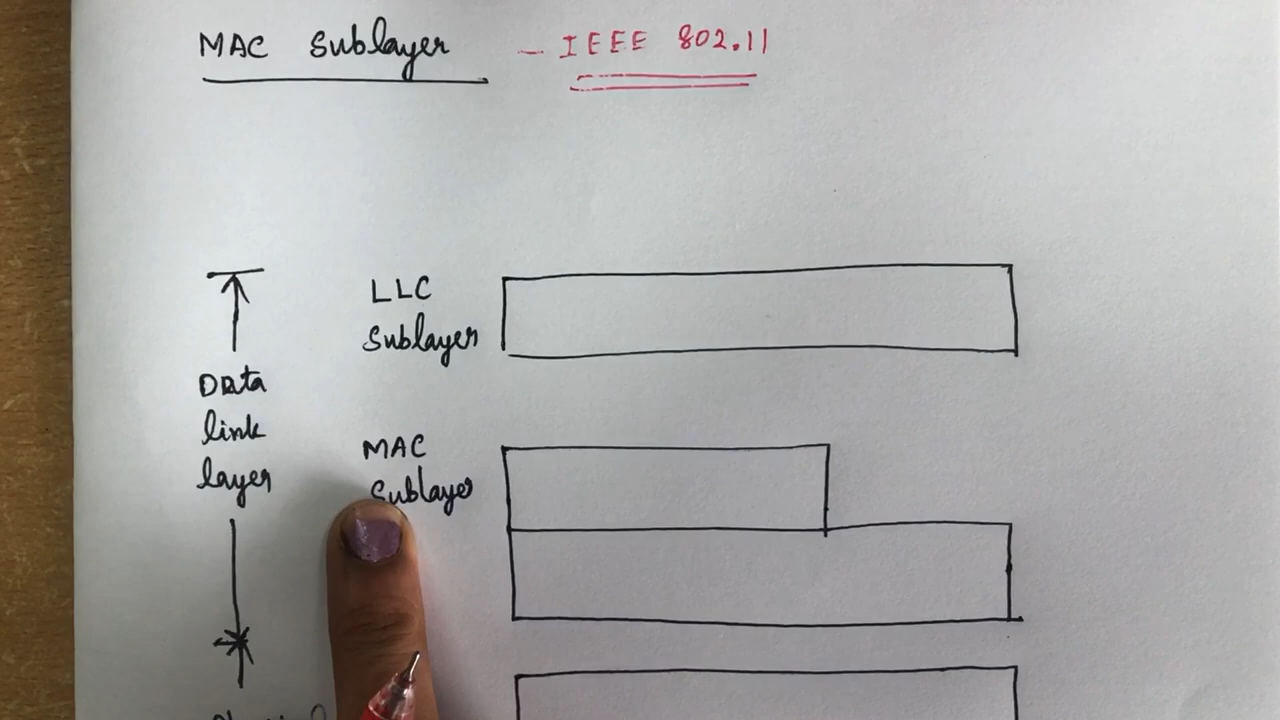 MAC Sublayer - IEEE 802.11
LLC
Sublayer
Data
link
layer
MAC
Sublayer